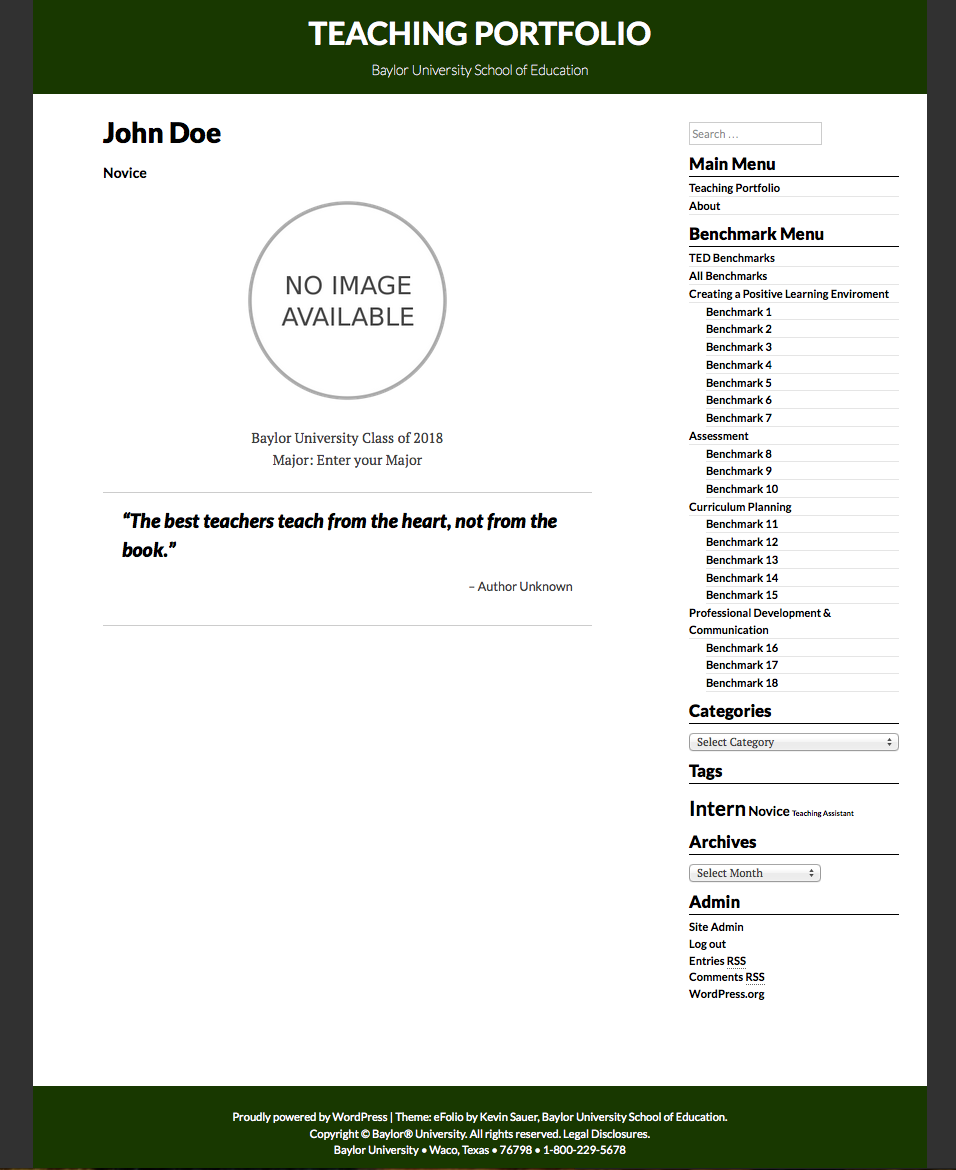 TEACHING PORTFOLIO
Baylor University School of Education
John Doe
Novice
NO IMAGE
AVAILABLE
Baylor University Class of 2018
Major: Enter your Major
“The best teachers teach from the heart, not from the
book.”
– Author Unknown
Search ...
Main Menu
Teaching Portfolio
About
Benchmark Menu
TED Benchmarks
All Benchmarks
Creating a Positive Learning Enviroment
Benchmark 1
Benchmark 2
Benchmark 3
Benchmark 4
Benchmark 5
Benchmark 6
Benchmark 7
Assessment
Benchmark 8
Benchmark 9
Benchmark 10
Curriculum Planning
Benchmark 11
Benchmark 12
Benchmark 13
Benchmark 14
Benchmark 15
Professional Development &
Communication
Benchmark 16
Benchmark 17
Benchmark 18
Categories
Select Category
Tags
Intern Novice Teaching Assistant
Archives
Select Month
Admin
Site Admin
Log out
Entries RSS
Comments RSS
WordPress.org
Proudly powered by WordPress | Theme: eFolio by Kevin Sauer, Baylor University School of Education.
Copyright © Baylor® University. All rights reserved. Legal Disclosures.
Baylor University • Waco, Texas • 76798 • 1-800-229-5678